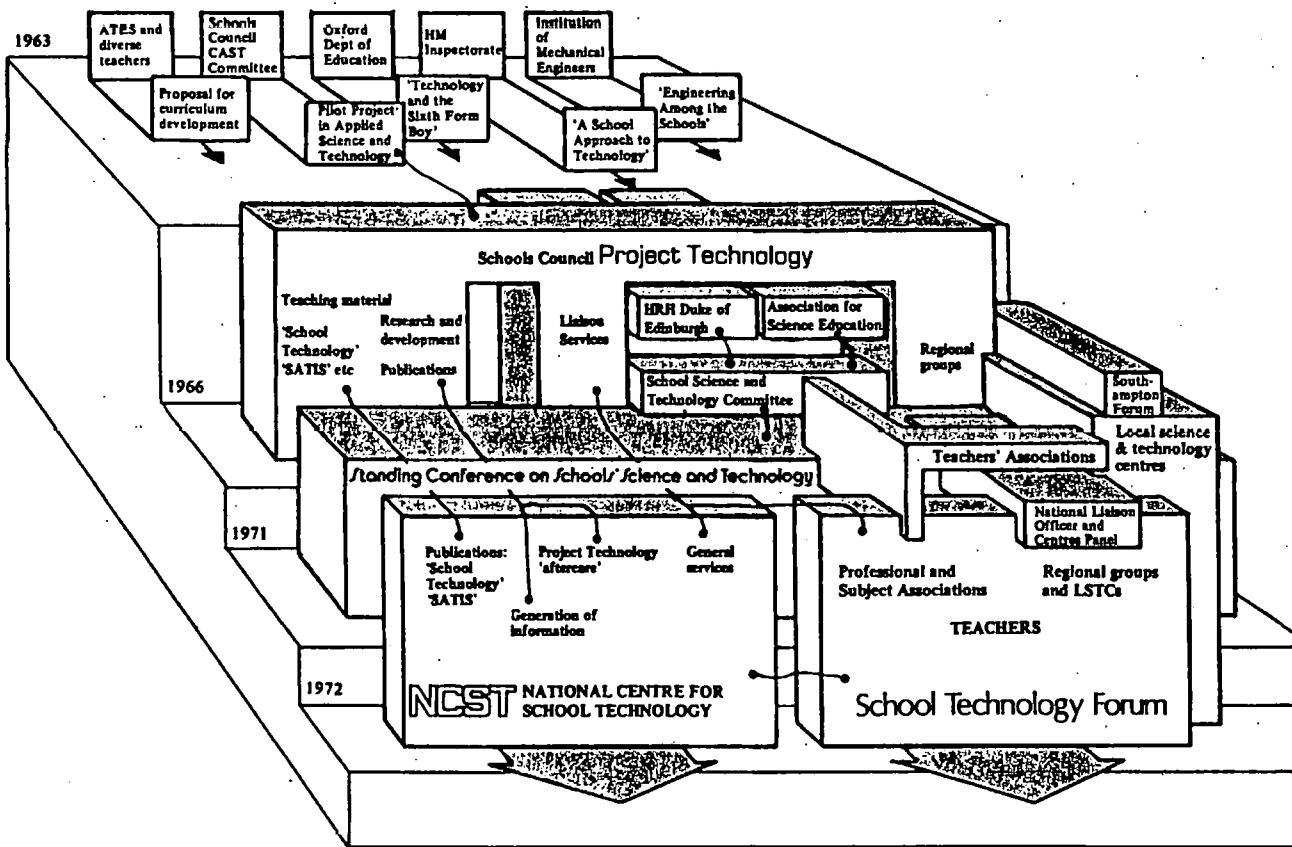 1963
ATES and
diverse
teachers
Schools
Council
CAST
Committee
Oxford
Dept of
Education
HM
Inspectorate
Institution
of
Mechanical
Engineers
Proposal for
curriculum
development
Pilot Project
in Applied
Science and
Technology
'Technology
and the
Sixth Form
Boy'
'A School
Approach to
Technology'
'Engineering
Among the
Schools'
Schools Council Project Technology
Teaching material
'School
Technology'
'SATIS' etc
Research and
development
Publications
Liaison
Services
HRH Duke of
Edinburgh
Association for
Science Education
School Science and
Technology Committee
Regional
groups
South-
ampton
Forum
Local science
& technology
centres
1966
Teachers' Associations
Standing Conference on Schools' Science and Technology
National Liaison
Officer and
Centres Panel
1971
Publications:
'School
Technology'
'SATIS'
Project Technology
'aftercare'
General
services
Generation of
information
Professional and
Subject Associations
Regional groups
and LSTCs
TEACHERS
1972
NCST NATIONAL CENTRE FOR
SCHOOL TECHNOLOGY
School Technology Forum